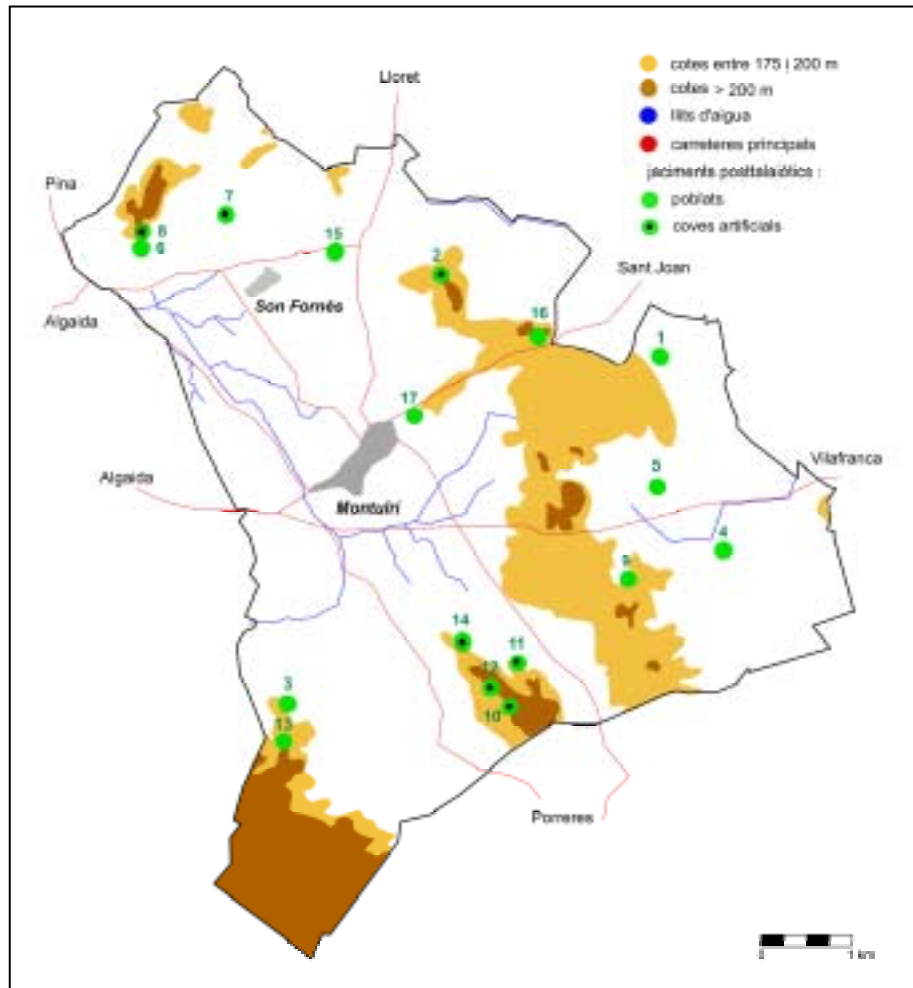 Lloret
cotes entre 175 i 200 m
cotes > 200 m
llits d'aigua
carreteres principals
jaciments posttalaiòtics :
poblats
coves artificials
Pina
7
8
6
15
2
Sant Joan
Son Fornés
Algaida
16
1
17
Vilafranca
5
Algaida
Montuïri
4
9
14
11
12
3
10
13
Porreres
0 1 km